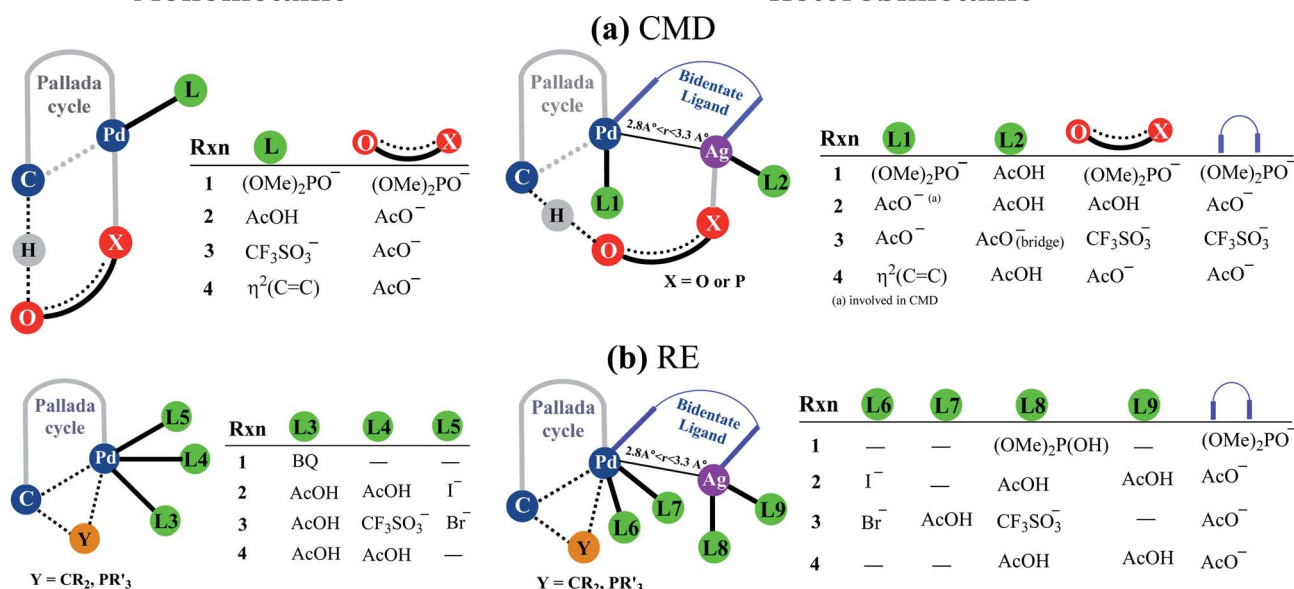 (a) CMD
Pallada
cycle
L
Pd
C
H
X
O
Rxn L O X
1 (OMe)₂PO⁻ (OMe)₂PO⁻
2 AcOH AcO⁻
3 CF₃SO₃⁻ AcO⁻
4 η²(C=C) AcO⁻
Pallada
cycle
Bidentate
Ligand
2.8A°<r<3.3 A°
Pd
Ag
C
L1
L2
H
X
O
X = O or P
Rxn L1 L2 O X
1 (OMe)₂PO⁻ AcOH (OMe)₂PO⁻ (OMe)₂PO⁻
2 AcO⁻ (a) AcOH AcOH AcO⁻
3 AcO⁻ AcO⁻(bridge) CF₃SO₃⁻ CF₃SO₃⁻
4 η²(C=C) AcOH AcO⁻ AcO⁻
(a) involved in CMD
(b) RE
Pallada
cycle
L5
Pd
L4
C
L3
Y
Y = CR₂, PR'₃
Rxn L3 L4 L5
1 BQ — —
2 AcOH AcOH I⁻
3 AcOH CF₃SO₃⁻ Br⁻
4 AcOH AcOH —
Pallada
cycle
Bidentate
Ligand
2.8A°<r<3.3 A°
Pd
Ag
C
L7
L9
L6
Y
L8
Y = CR₂, PR'₃
Rxn L6 L7 L8 L9
1 — — (OMe)₂P(OH) — (OMe)₂PO⁻
2 I⁻ — AcOH AcOH AcO⁻
3 Br⁻ AcOH CF₃SO₃⁻ — AcO⁻
4 — — AcOH AcOH AcO⁻